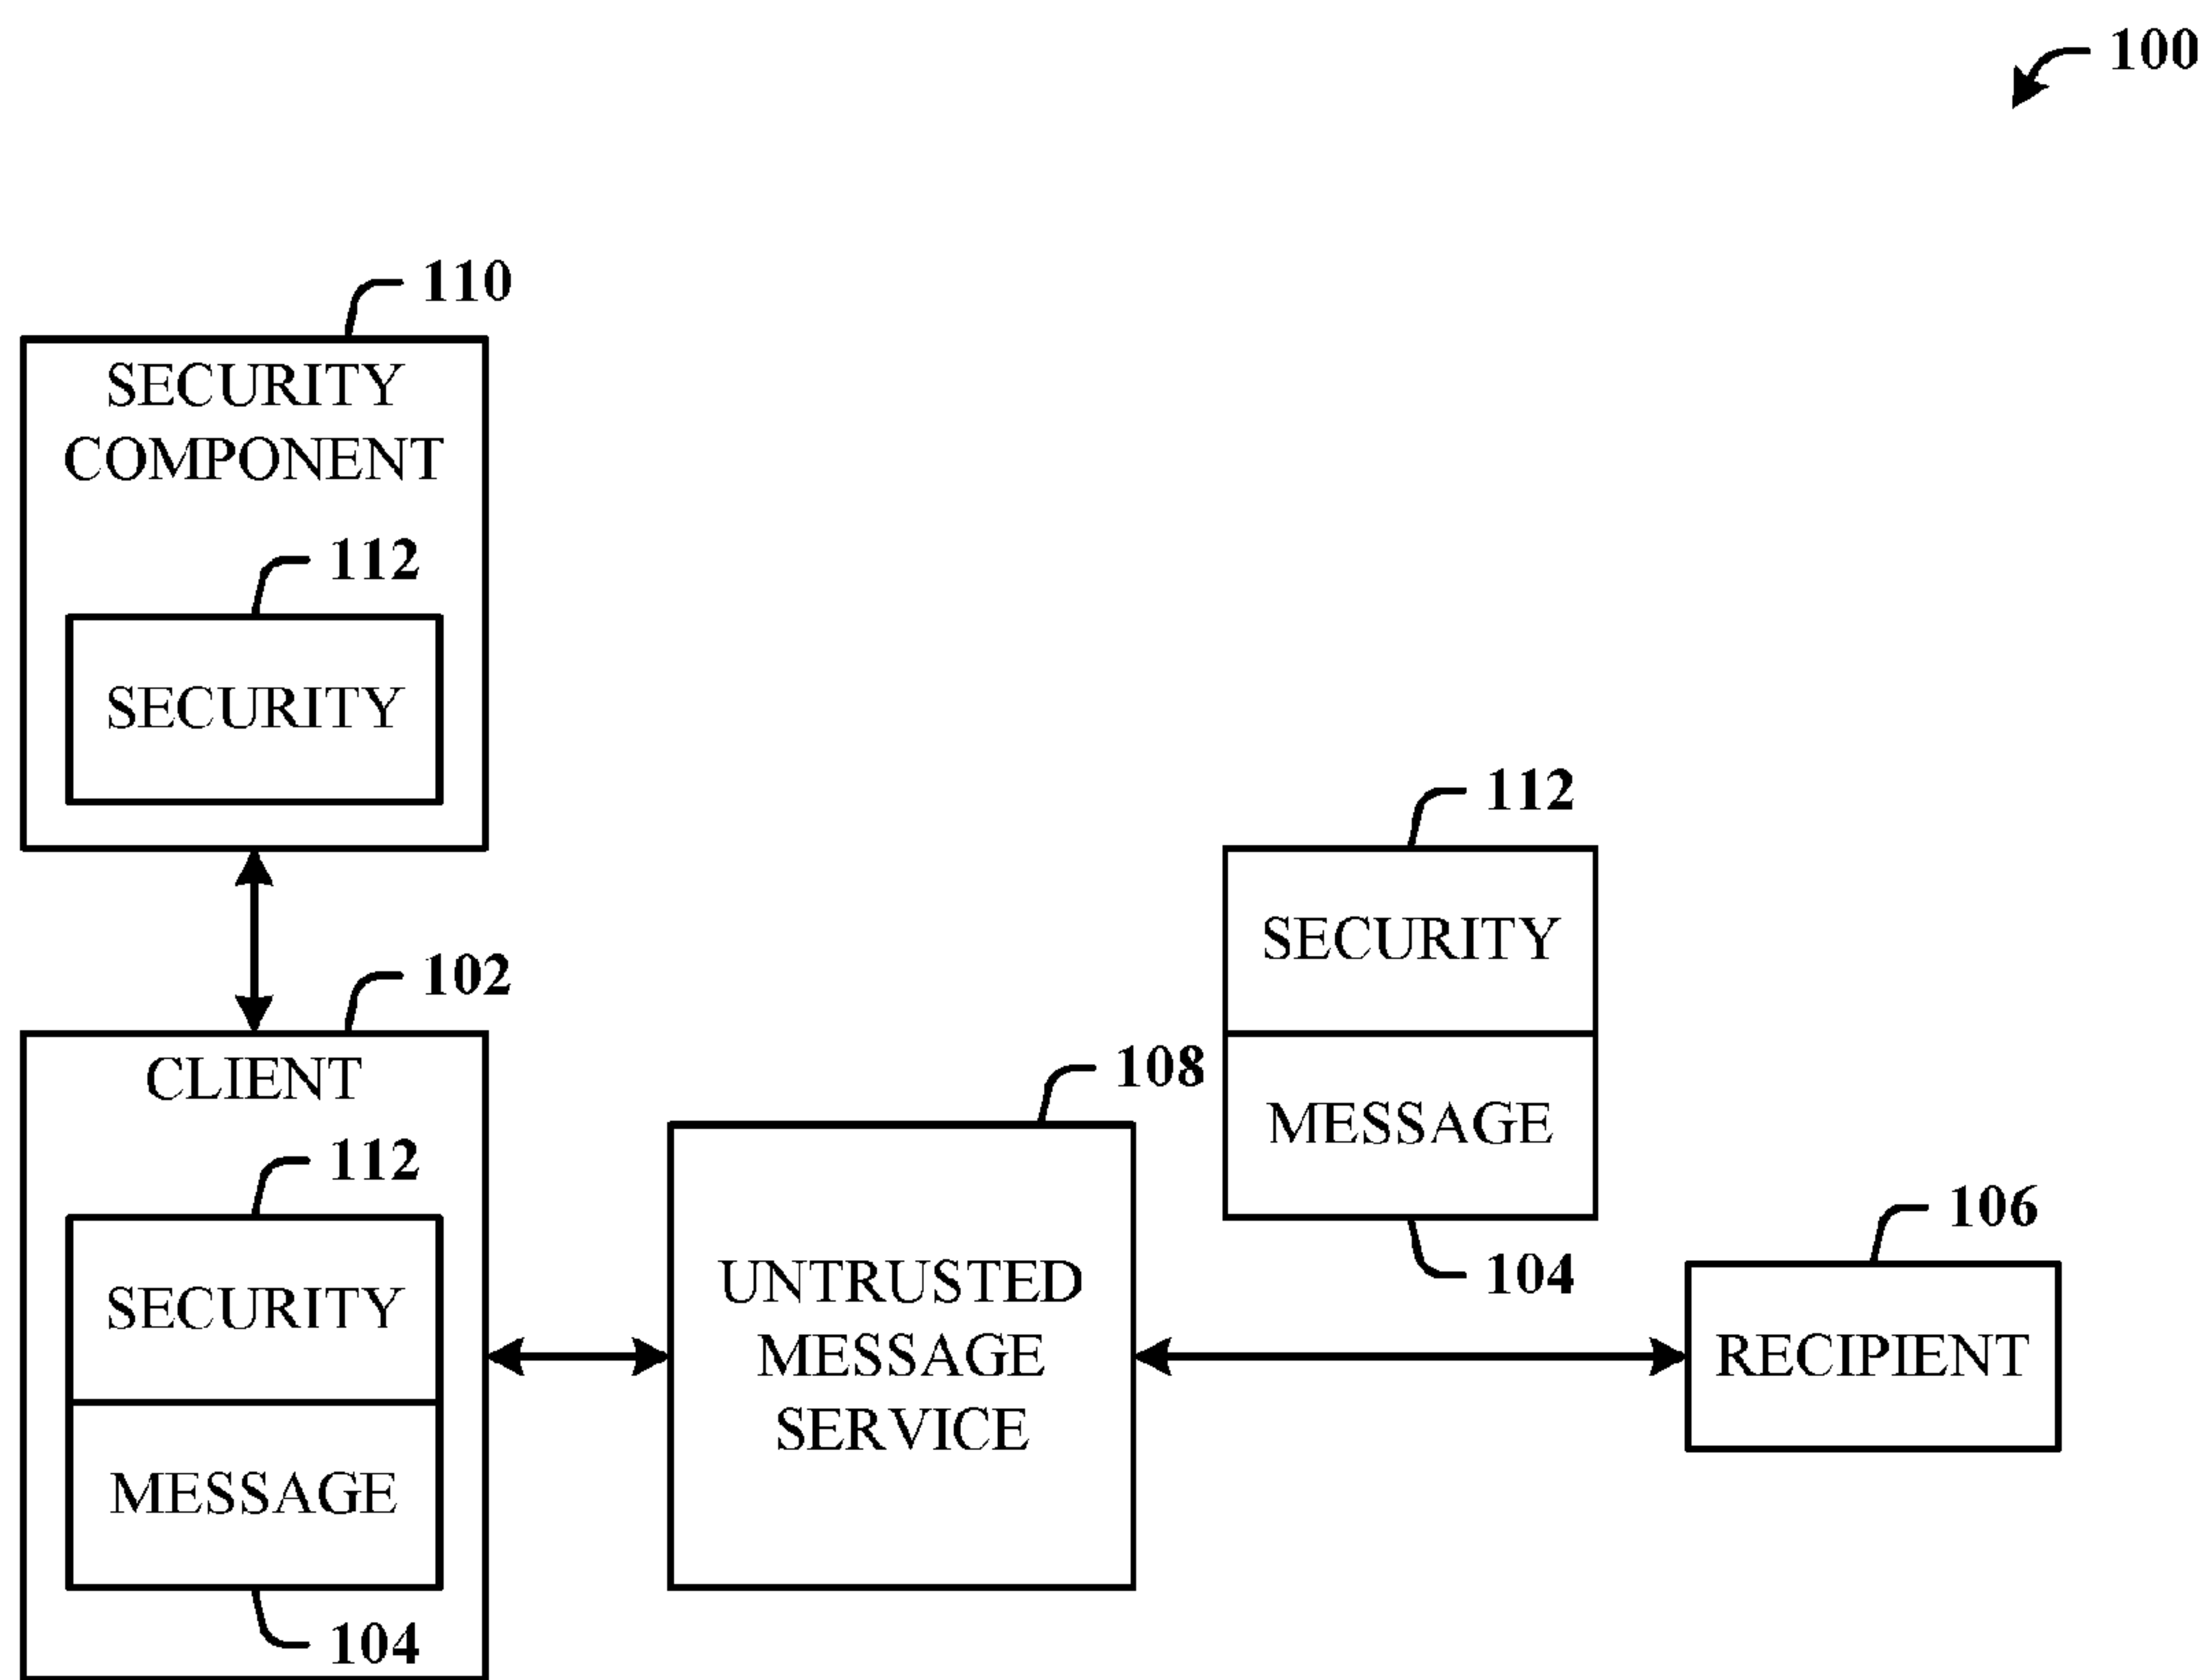 100
110
SECURITY
COMPONENT
112
SECURITY
102
CLIENT
112
SECURITY
MESSAGE
104
108
UNTRUSTED
MESSAGE
SERVICE
112
SECURITY
MESSAGE
104
106
RECIPIENT